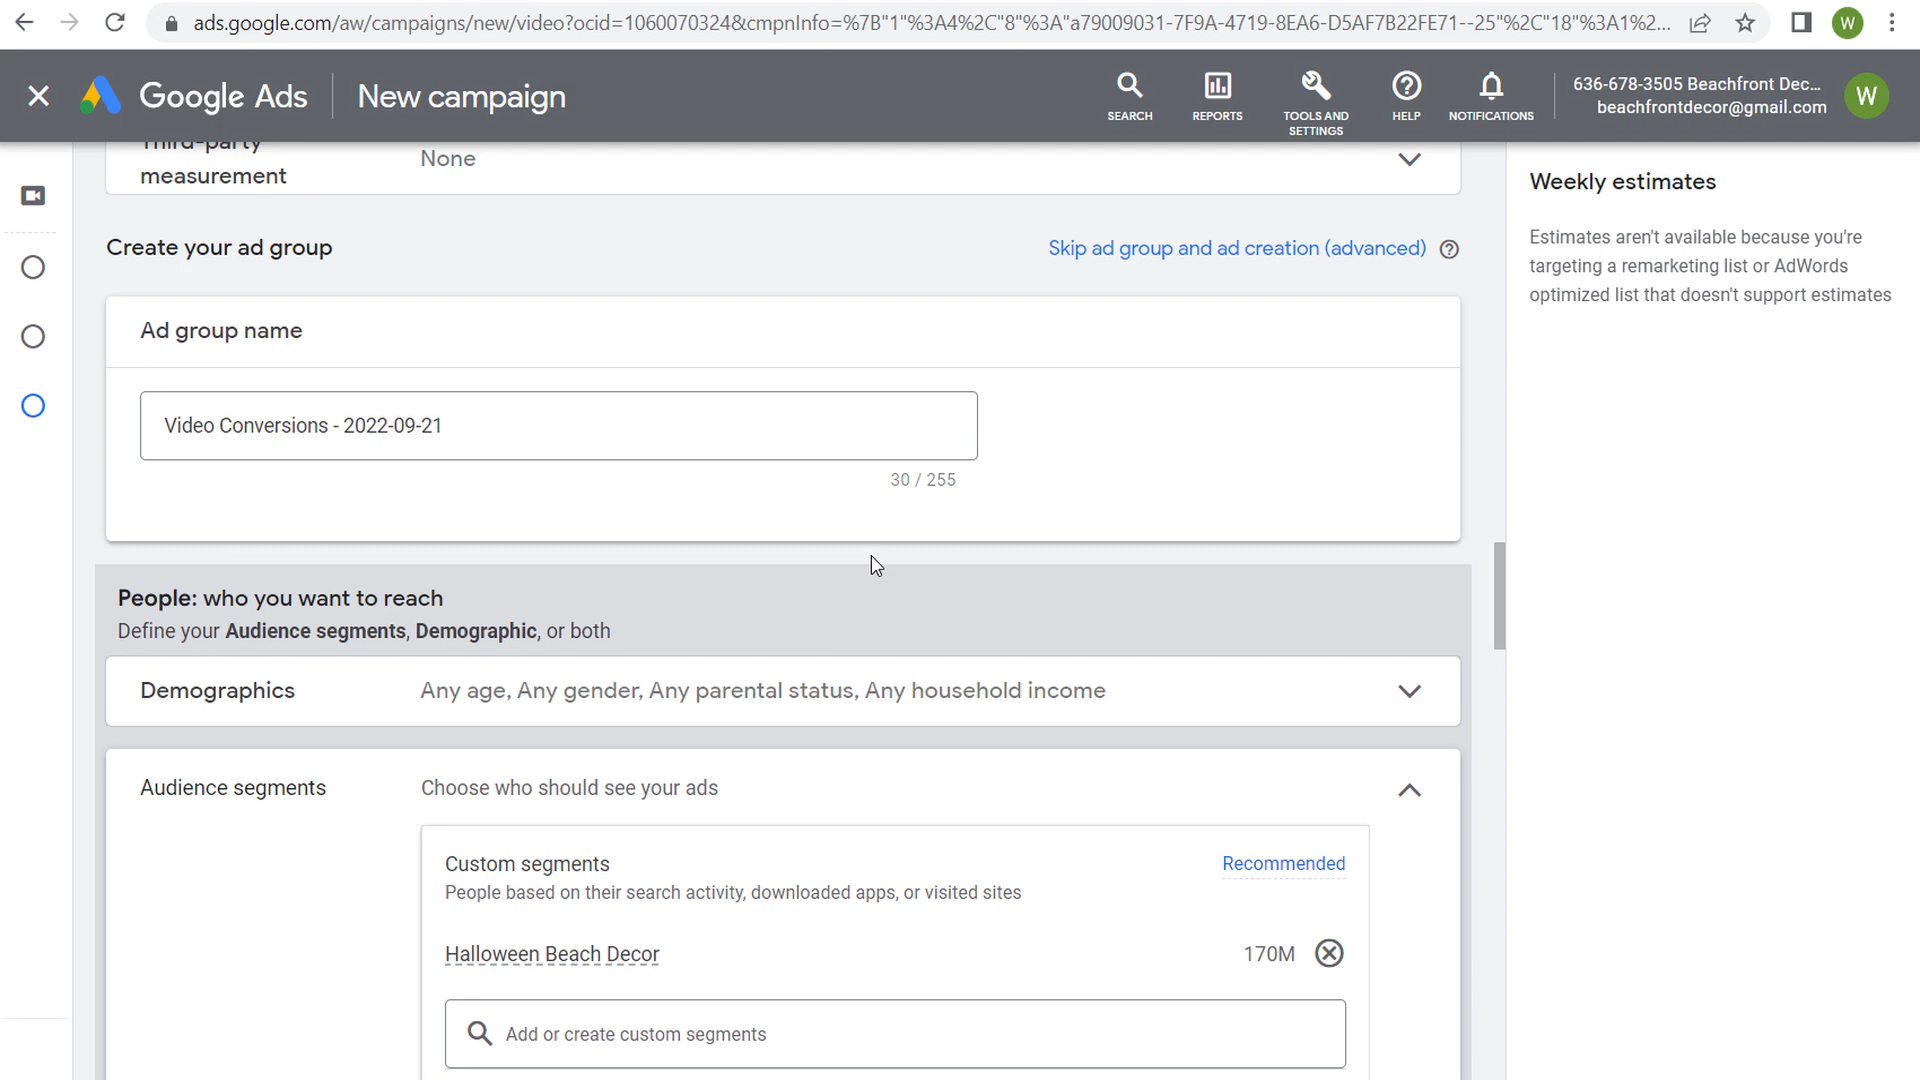 ads.google.com/aw/campaigns/new/video?ocid=1060070324&cmpnInfo=%7B"1"%3A4%2C"8"%3A"a79009031-7F9A-4719-8EA6-D5AF7B22FE71--25"%2C"18"%3A1%2...
W
Google Ads
New campaign
SEARCH
REPORTS
TOOLS AND
SETTINGS
HELP
NOTIFICATIONS
636-678-3505 Beachfront Dec...
beachfrontdecor@gmail.com
W
Third-party
measurement
None
Weekly estimates
Estimates aren't available because you're
targeting a remarketing list or AdWords
optimized list that doesn't support estimates
Create your ad group
Skip ad group and ad creation (advanced)
Ad group name
Video Conversions - 2022-09-21
30 / 255
People: who you want to reach
Define your Audience segments, Demographic, or both
Demographics
Any age, Any gender, Any parental status, Any household income
Audience segments
Choose who should see your ads
Custom segments
Recommended
People based on their search activity, downloaded apps, or visited sites
Halloween Beach Decor
170M
Add or create custom segments